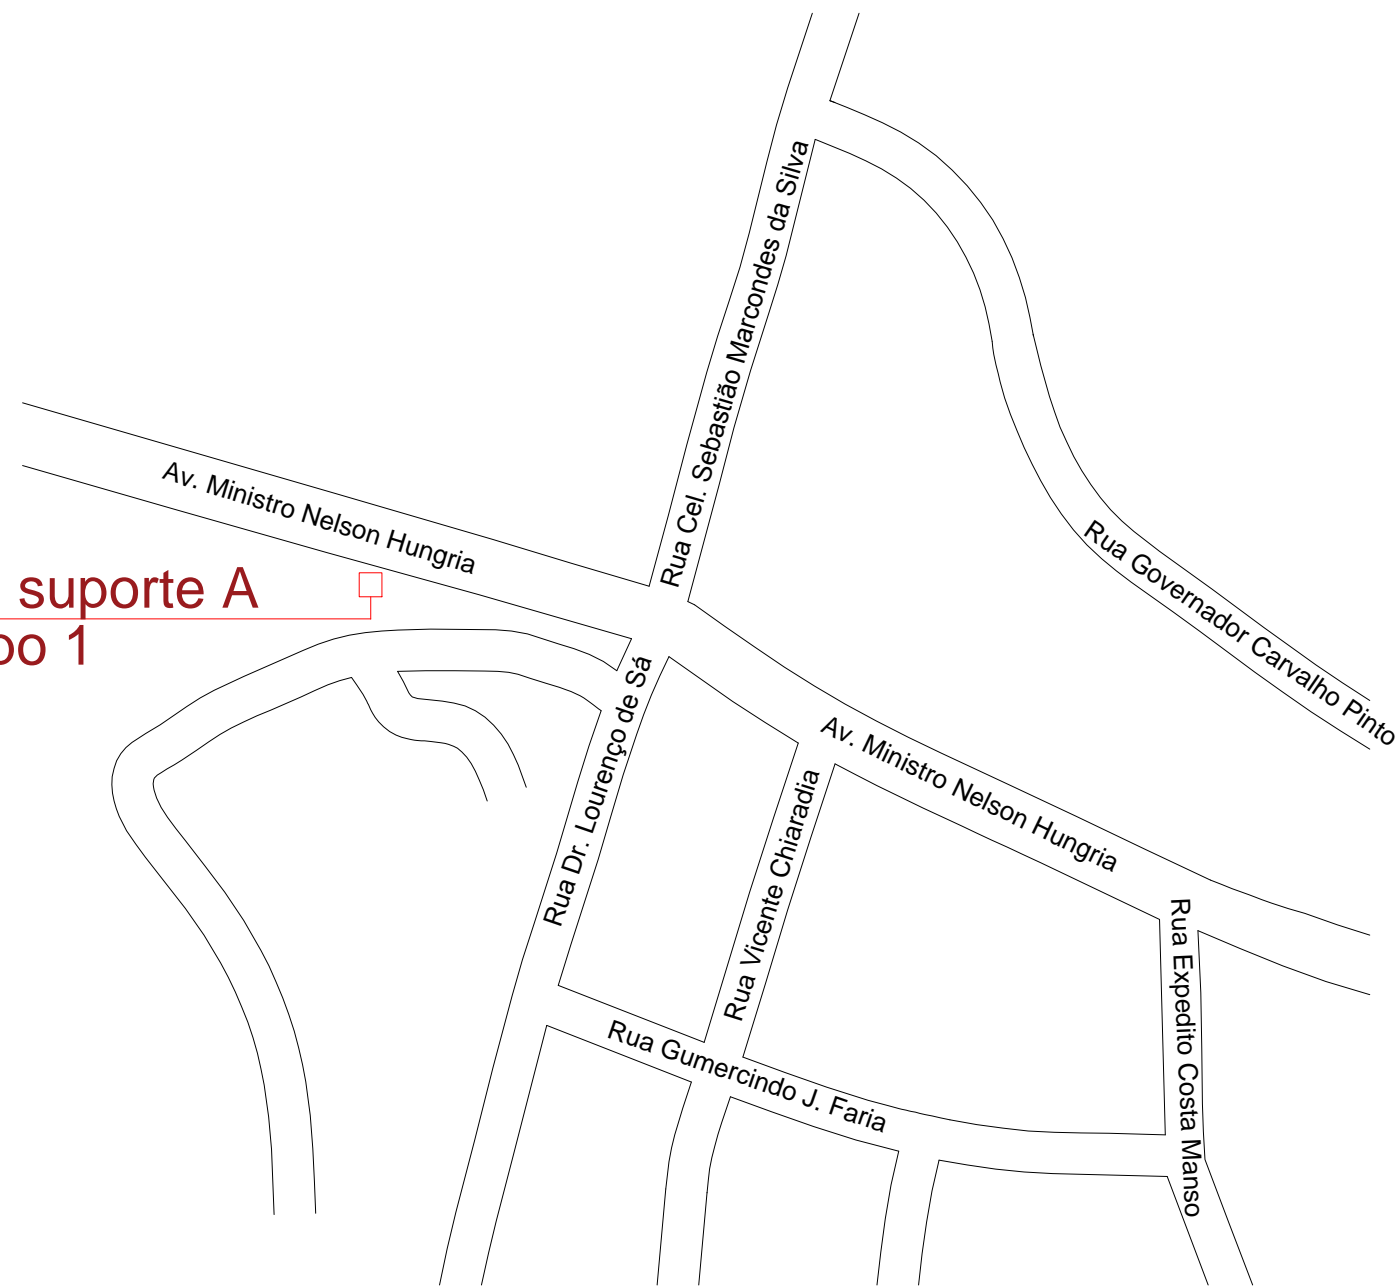 Rua Cel. Sebastião Marcondes da Silva
Av. Ministro Nelson Hungria
Rua Governador Carvalho Pinto
suporte A
1
Rua Dr. Lourenço de Sá
Av. Ministro Nelson Hungria
Rua Vicente Chiaradia
Rua Expedito Costa Manso
Rua Gumercindo J. Faria